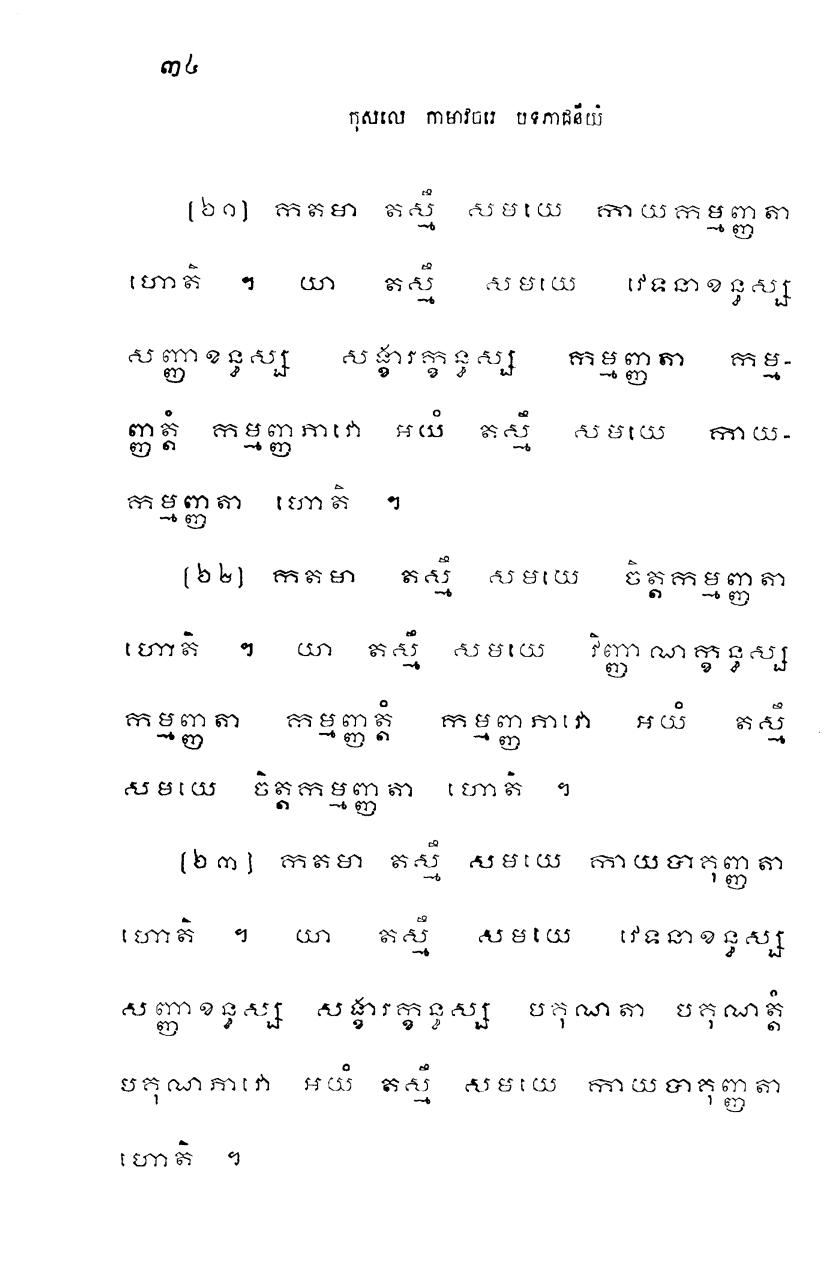 ៣៤
កុសលេ កាមាវចរេ បទភាជនីយំ
(៦១) កតមា តស្មឹ សមយេ កាយកម្មញ្ញតា
ហោតិ ។ យា តស្មឹ សមយេ វេទនាខន្ធស្ស
សញ្ញាខន្ធស្ស សង្ខារក្ខន្ធស្ស កម្មញ្ញតា កម្ម-
ញ្ញត្តំ កម្មញ្ញភាវោ អយំ តស្មឹ សមយេ កាយ-
កម្មញ្ញតា ហោតិ ។
(៦២) កតមា តស្មឹ សមយេ ចិត្តកម្មញ្ញតា
ហោតិ ។ យា តស្មឹ សមយេ វិញ្ញាណក្ខន្ធស្ស
កម្មញ្ញតា កម្មញ្ញត្តំ កម្មញ្ញភាវោ អយំ តស្មឹ
សមយេ ចិត្តកម្មញ្ញតា ហោតិ ។
(៦៣) កតមា តស្មឹ សមយេ កាយបាគុញ្ញតា
ហោតិ ។ យា តស្មឹ សមយេ វេទនាខន្ធស្ស
សញ្ញាខន្ធស្ស សង្ខារក្ខន្ធស្ស បគុណតា បគុណត្តំ
បគុណភាវោ អយំ តស្មឹ សមយេ កាយបាគុញ្ញតា
ហោតិ ។